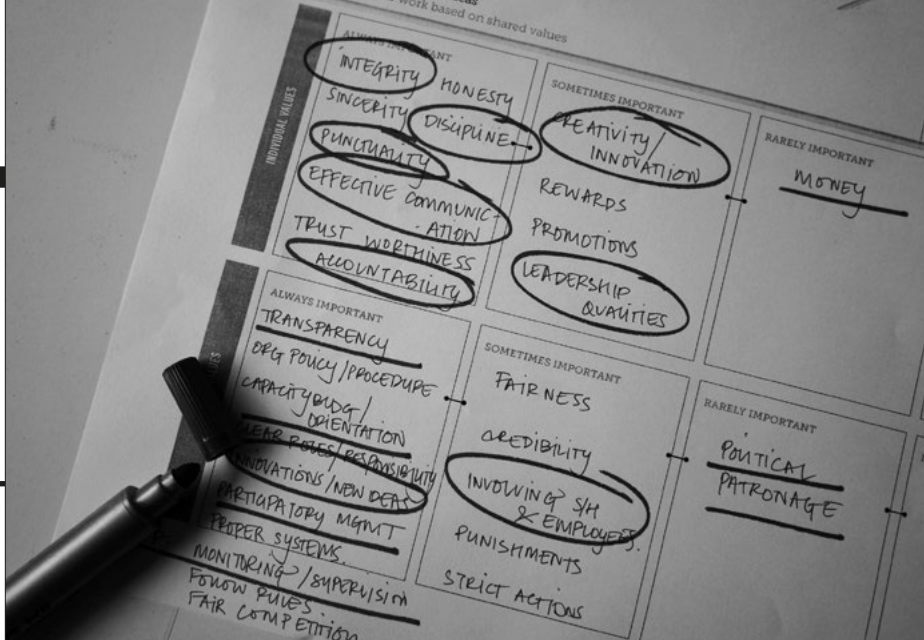 work based on shared values
INDIVIDUAL VALUES
ALWAYS IMPORTANT
INTEGRITY
HONESTY
SINCERITY
DISCIPLINE
PUNCTUALITY
EFFECTIVE COMMUNIC-
ATION
TRUST WORTHINESS
ACCOUNTABILITY
SOMETIMES IMPORTANT
CREATIVITY/
INNOVATION
REWARDS
PROMOTIONS
LEADERSHIP
QUALITIES
RARELY IMPORTANT
MONEY
ALWAYS IMPORTANT
TRANSPARENCY
ORG POLICY/PROCEDURE
CAPACITY BLDG/
ORIENTATION
CLEAR ROLES/RESPONSIBILITY
INNOVATIONS/NEW IDEAS
PARTICIPATORY MGMT
PROPER SYSTEMS.
MONITORING/SUPERVISION
FOLLOW RULES.
FAIR COMPETITION
SOMETIMES IMPORTANT
FAIRNESS
CREDIBILITY
INVOLVING S/H
& EMPLOYEES.
PUNISHMENTS
STRICT ACTIONS
RARELY IMPORTANT
POLITICAL
PATRONAGE